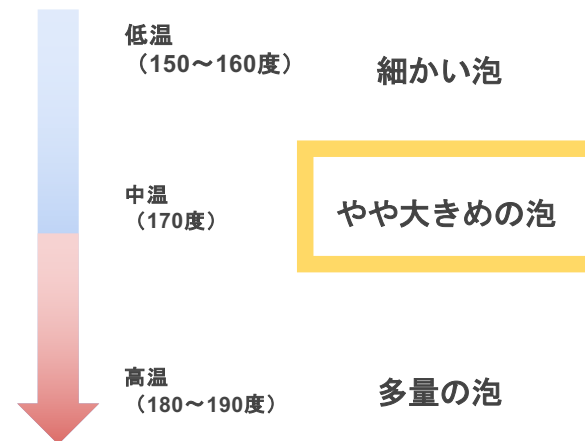 低温
（150〜160度）
細かい泡
中温
（170度）
やや大きめの泡
高温
（180〜190度）
多量の泡